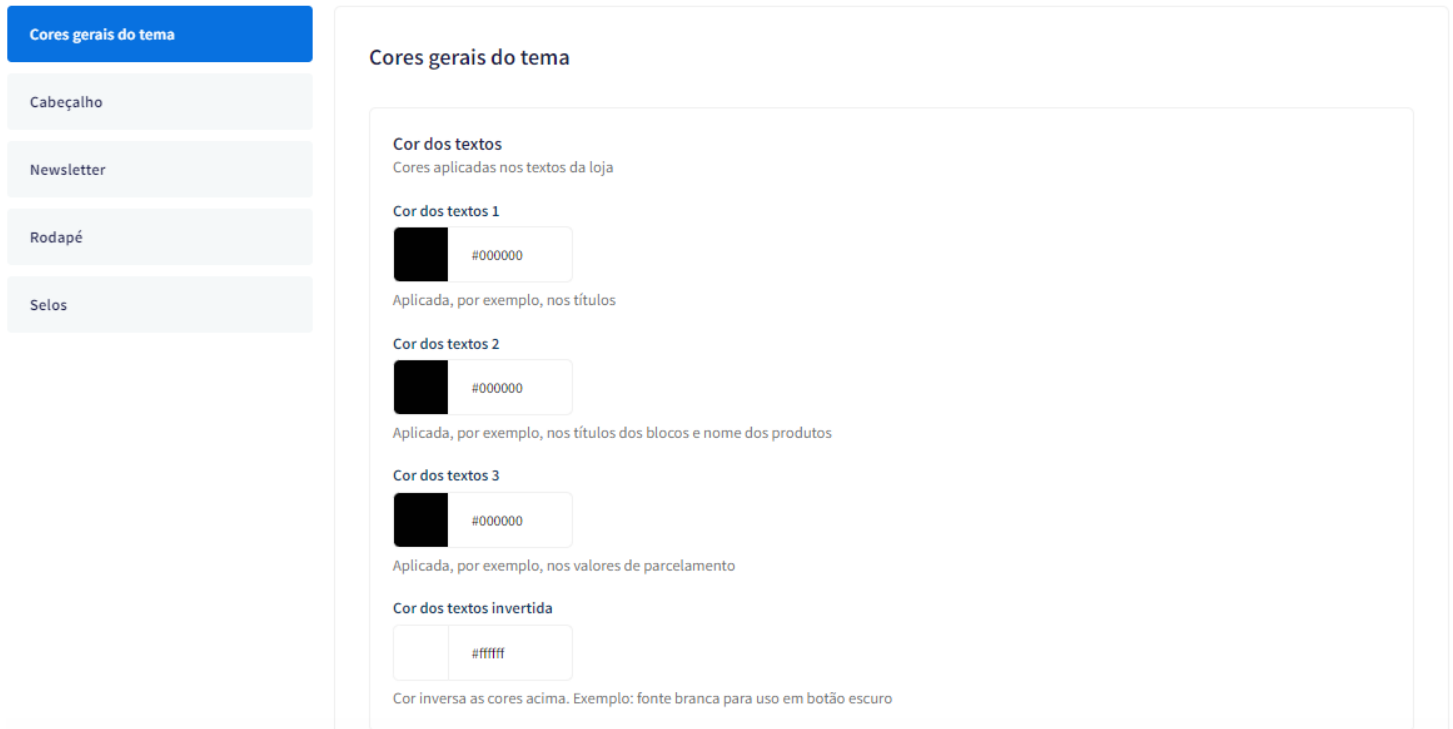 Cores gerais do tema
Cabeçalho
Newsletter
Rodapé
Selos
Cores gerais do tema
Cor dos textos
Cores aplicadas nos textos da loja
Cor dos textos 1
#000000
Aplicada, por exemplo, nos títulos
Cor dos textos 2
#000000
Aplicada, por exemplo, nos títulos dos blocos e nome dos produtos
Cor dos textos 3
#000000
Aplicada, por exemplo, nos valores de parcelamento
Cor dos textos invertida
#ffffff
Cor inversa as cores acima. Exemplo: fonte branca para uso em botão escuro